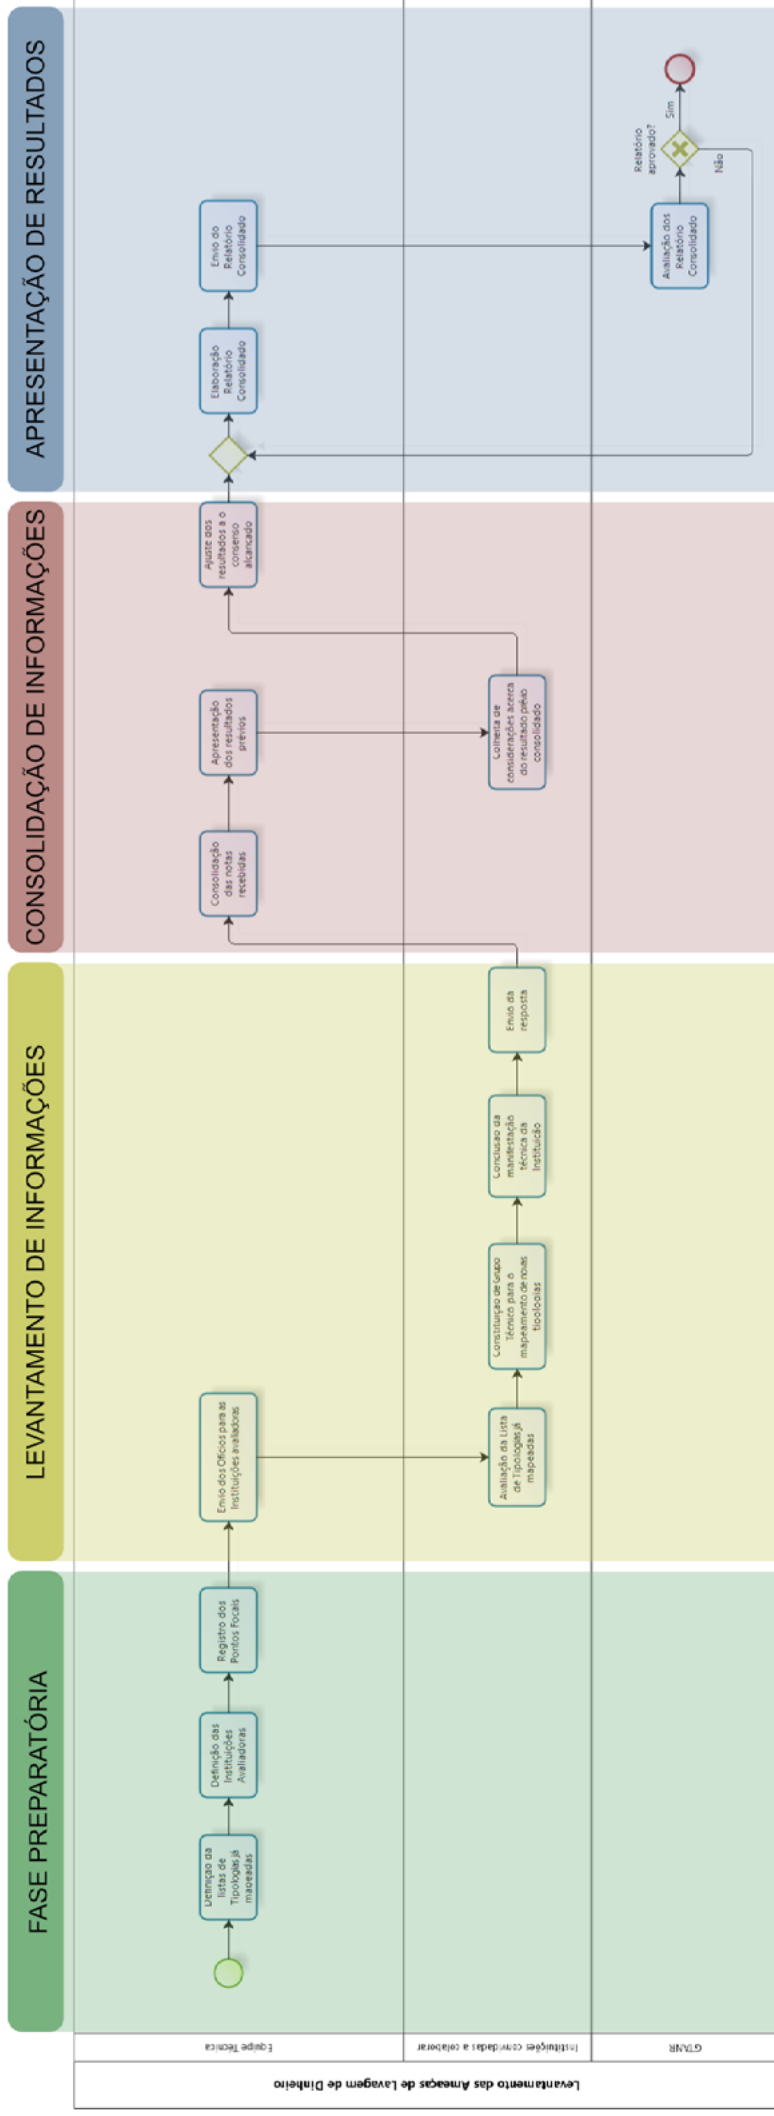 Levantamento das Ameaças de Lavagem de Dinheiro
Equipe Técnica
Instituições convidadas a colaborar
GTANR
FASE PREPARATÓRIA
Definição da
listas de
Tipologias já
mapeadas
Definição das
Instituições
Avaliadoras
Registro dos
Pontos Focais
LEVANTAMENTO DE INFORMAÇÕES
Envio dos Ofícios para as
Instituições avaliadoras
Avaliação da Lista
de Tipologias já
mapeadas
Constituição de Grupo
Técnico para o
mapeamento de novas
tipologias
Conclusão da
manifestação
técnica da
Instituição
Envio da
resposta
CONSOLIDAÇÃO DE INFORMAÇÕES
Consolidação
das notas
recebidas
Apresentação
dos resultados
prévios
Colheita de
considerações acerca
do resultado prévio
consolidado
Ajuste dos
resultados a o
consenso
alcançado
APRESENTAÇÃO DE RESULTADOS
Elaboração
Relatório
Consolidado
Envio do
Relatório
Consolidado
Avaliação dos
Relatório
Consolidado
Relatório
aprovado?
Sim
Não